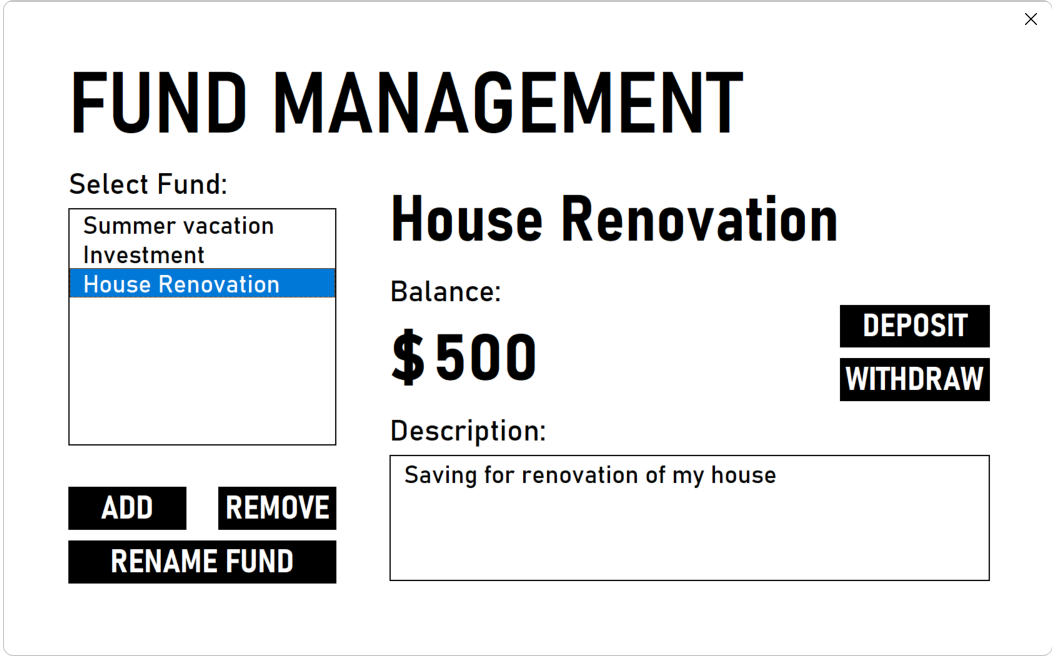 FUND MANAGEMENT
Select Fund:
Summer vacation
Investment
House Renovation
ADD
REMOVE
RENAME FUND
House Renovation
Balance:
$500
DEPOSIT
WITHDRAW
Description:
Saving for renovation of my house